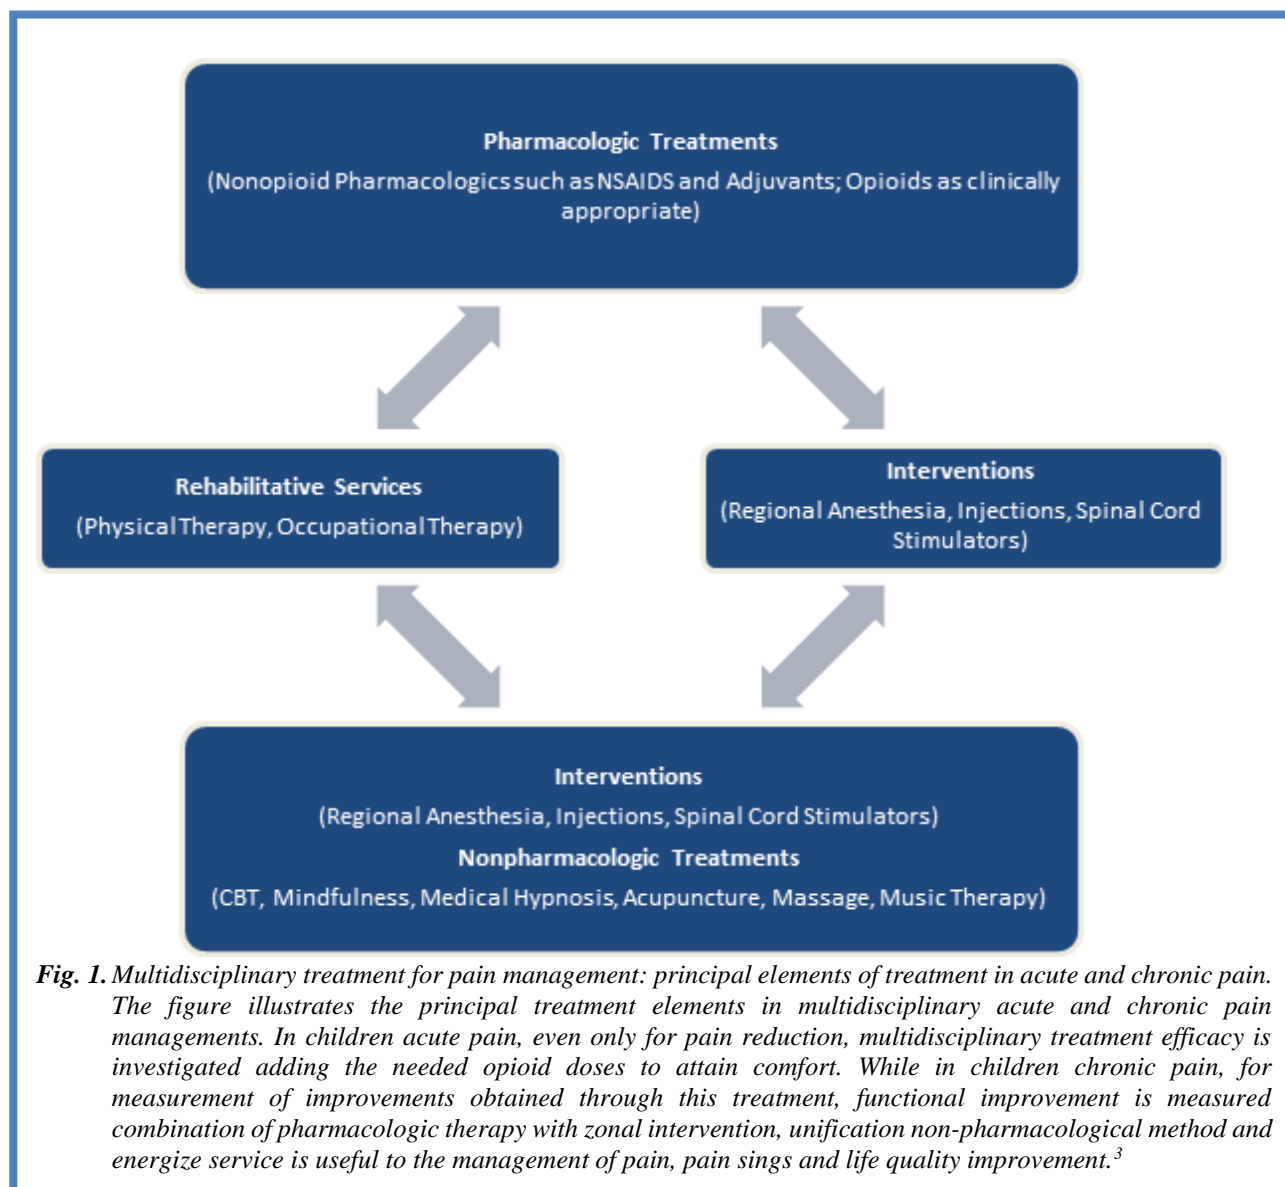 Pharmacologic Treatments
(Nonopioid Pharmacologics such as NSAIDS and Adjuvants; Opioids as clinically
appropriate)
Rehabilitative Services
(Physical Therapy, Occupational Therapy)
Interventions
(Regional Anesthesia, Injections, Spinal Cord
Stimulators)
Interventions
(Regional Anesthesia, Injections, Spinal Cord Stimulators)
Nonpharmacologic Treatments
(CBT, Mindfulness, Medical Hypnosis, Acupuncture, Massage, Music Therapy)
Fig. 1. Multidisciplinary treatment for pain management: principal elements of treatment in acute and chronic pain.
The figure illustrates the principal treatment elements in multidisciplinary acute and chronic pain
managements. In children acute pain, even only for pain reduction, multidisciplinary treatment efficacy is
investigated adding the needed opioid doses to attain comfort. While in children chronic pain, for
measurement of improvements obtained through this treatment, functional improvement is measured
combination of pharmacologic therapy with zonal intervention, unification non-pharmacological method and
energize service is useful to the management of pain, pain sings and life quality improvement.³